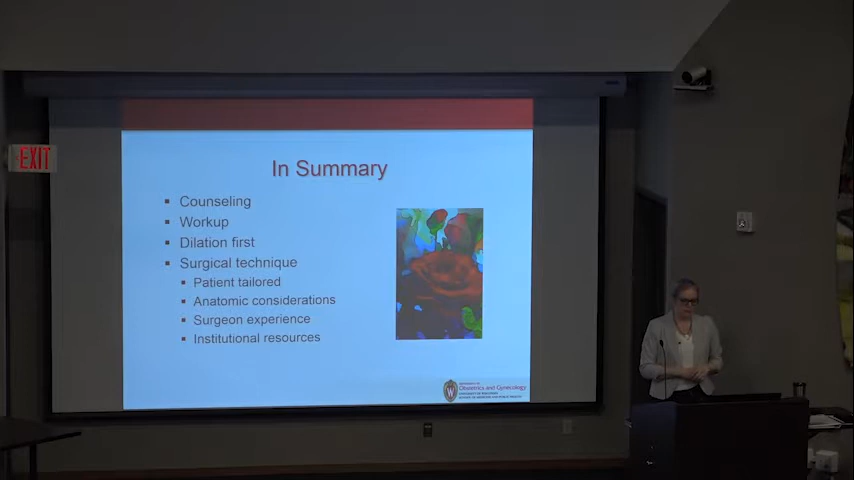 EXIT
In Summary
Counseling
Workup
Dilation first
Surgical technique
Patient tailored
Anatomic considerations
Surgeon experience
Institutional resources
Obstetrics and Gynecology